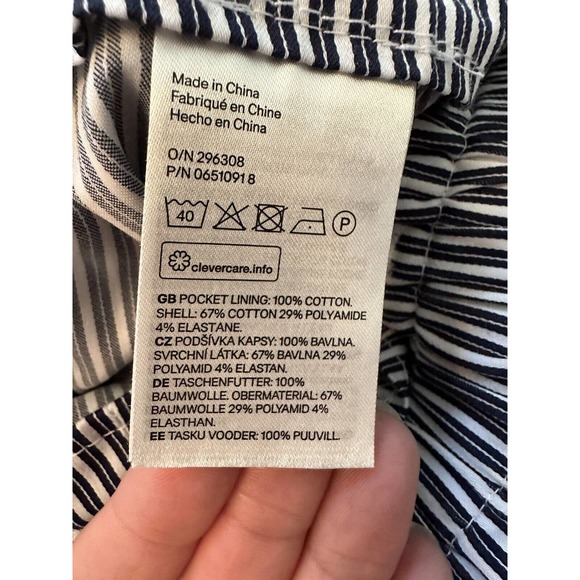 Made in China
Fabriqué en Chine
Hecho en China
O/N 296308
P/N 0651091 8
40 P
clevercare.info
GB POCKET LINING: 100% COTTON.
SHELL: 67% COTTON 29% POLYAMIDE
4% ELASTANE.
CZ PODŠÍVKA KAPSY: 100% BAVLNA.
SVRCHNÍ LÁTKA: 67% BAVLNA 29%
POLYAMID 4% ELASTAN.
DE TASCHENFUTTER: 100%
BAUMWOLLE. OBERMATERIAL: 67%
BAUMWOLLE 29% POLYAMID 4%
ELASTHAN.
EE TASKU VOODER: 100% PUUVILL.